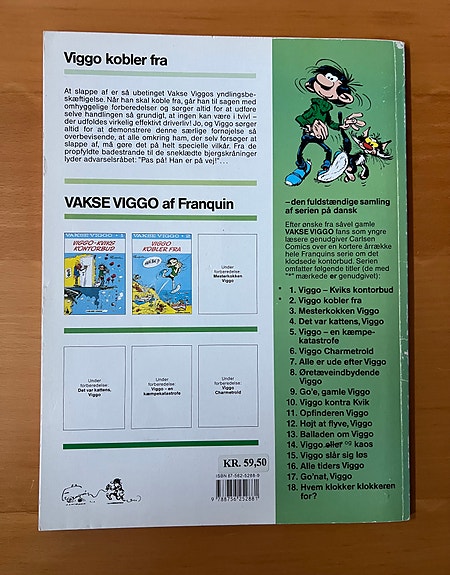 Viggo kobler fra
At slappe af er så ubetinget Vakse Viggos yndlingsbe-
skæftigelse. Når han skal koble fra, går han til sagen med
omhyggelige forberedelser og sørger altid for at udføre
selve handlingen så grundigt, at ingen kan være i tvivl –
der udfoldes virkelig effektivt driverliv! Jo, og Viggo sørger
altid for at demonstrere denne særlige fornøjelse så
overbevisende, at alle omkring ham, der selv forsøger at
slappe af, må gøre det på helt specielle vilkår. Fra de
propfyldte badestrande til de sneklædte bjergskråninger
lyder advarselsråbet: "Pas på! Han er på vej!"...
VAKSE VIGGO af Franquin
VAKSE VIGGO • 1
VIGGO-KVIKS
KONTORBUD
VAKSE VIGGO • 2
VIGGO
KOBLER FRA
Under
forberedelse:
Mesterkokken
Viggo
Under
forberedelse:
Det var kattens,
Viggo
Under
forberedelse:
Viggo – en
kæmpekatastrofe
Under
forberedelse:
Viggo
Charmetrold
KR. 59,50
ISBN 87-562-5288-9
9 788756 252881
– den fuldstændige samling
af serien på dansk
Efter ønske fra såvel gamle
VAKSE VIGGO fans som yngre
læsere genudgiver Carlsen
Comics over en kortere årrække
hele Franquins serie om det
klodsede kontorbud. Serien
omfatter følgende titler (de med
"*" mærkede er genudgivet):
* 1. Viggo – Kviks kontorbud
* 2. Viggo kobler fra
3. Mesterkokken Viggo
4. Det var kattens, Viggo
5. Viggo – en kæmpe-
katastrofe
6. Viggo Charmetrold
7. Alle er ude efter Viggo
8. Øretæveindbydende
Viggo
9. Go'e, gamle Viggo
10. Viggo kontra Kvik
11. Opfinderen Viggo
12. Højt at flyve, Viggo
13. Balladen om Viggo
14. Viggo eller og kaos
15. Viggo slår sig løs
16. Alle tiders Viggo
17. Go'nat, Viggo
18. Hvem klokker klokkeren
for?